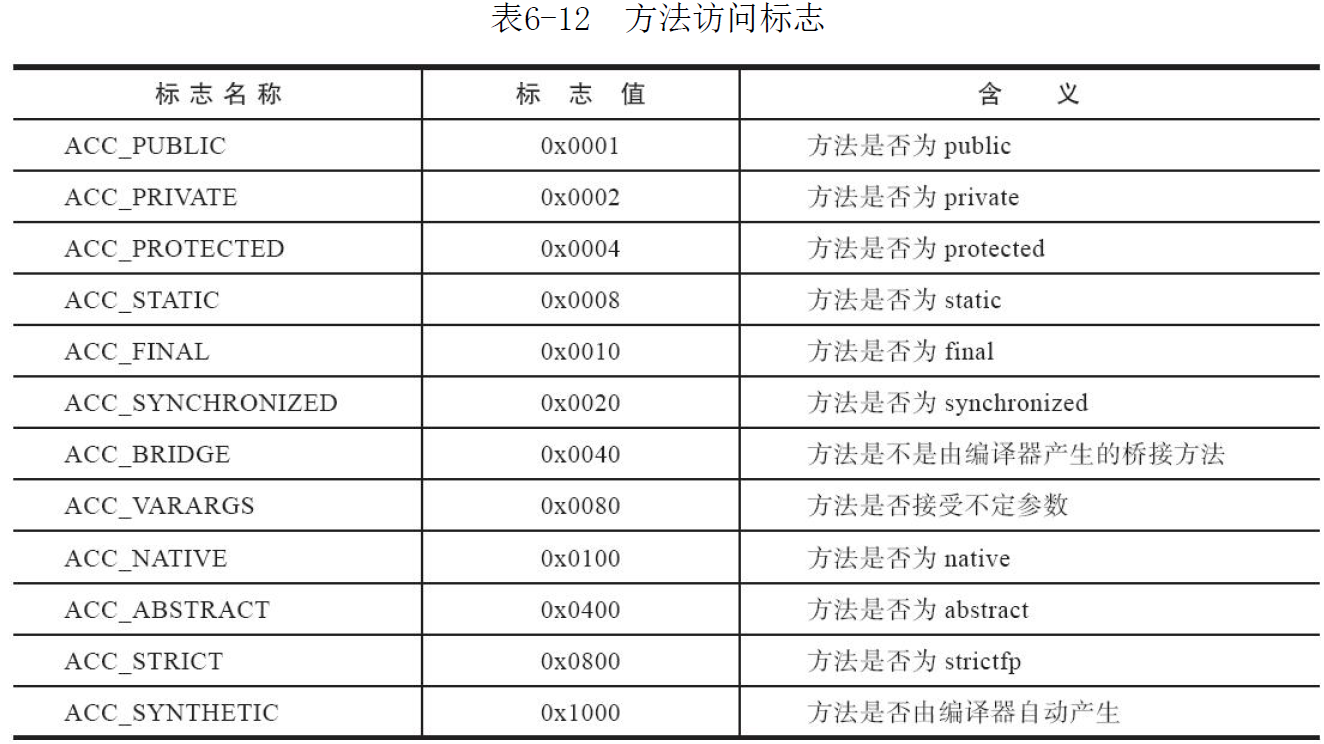 表6-12 方法访问标志
标志名称 标志值 含义
ACC_PUBLIC 0x0001 方法是否为 public
ACC_PRIVATE 0x0002 方法是否为 private
ACC_PROTECTED 0x0004 方法是否为 protected
ACC_STATIC 0x0008 方法是否为 static
ACC_FINAL 0x0010 方法是否为 final
ACC_SYNCHRONIZED 0x0020 方法是否为 synchronized
ACC_BRIDGE 0x0040 方法是不是由编译器产生的桥接方法
ACC_VARARGS 0x0080 方法是否接受不定参数
ACC_NATIVE 0x0100 方法是否为 native
ACC_ABSTRACT 0x0400 方法是否为 abstract
ACC_STRICT 0x0800 方法是否为 strictfp
ACC_SYNTHETIC 0x1000 方法是否由编译器自动产生